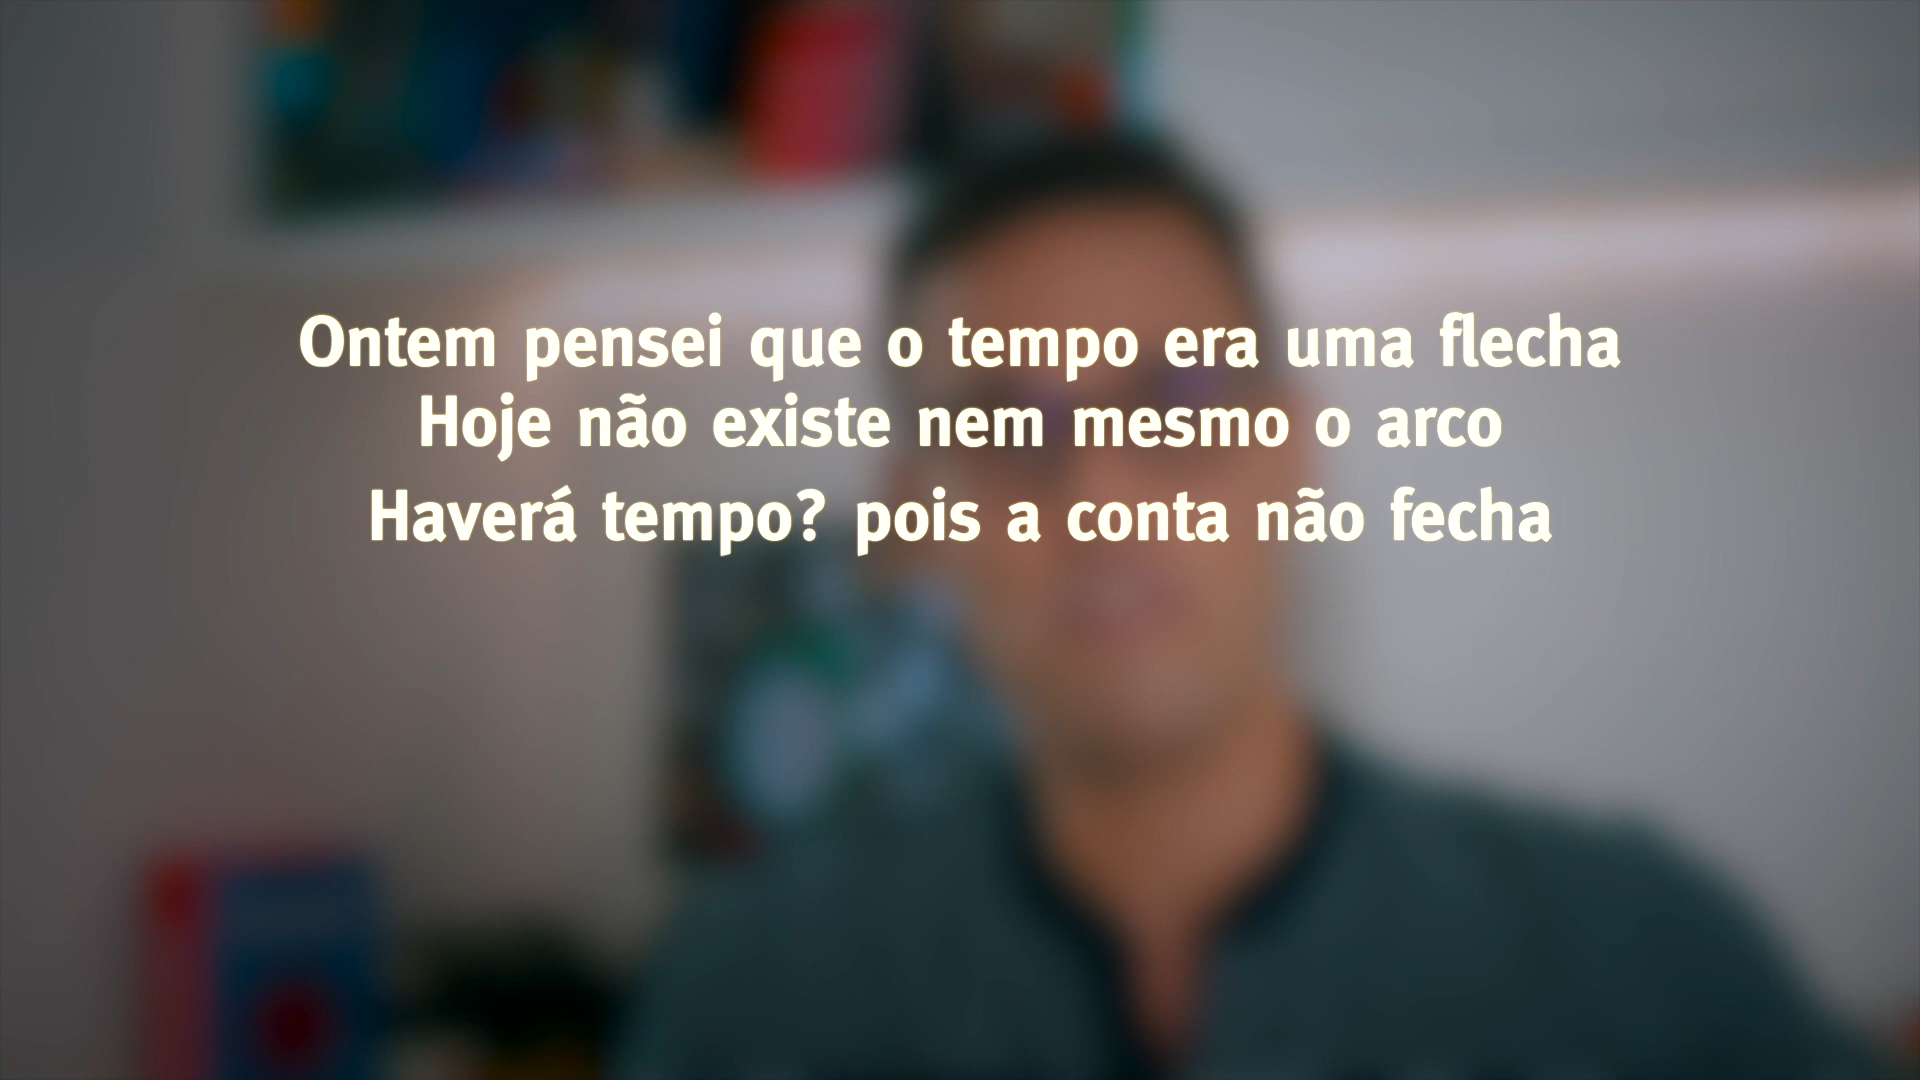 Ontem pensei que o tempo era uma flecha
Hoje não existe nem mesmo o arco
Haverá tempo? pois a conta não fecha